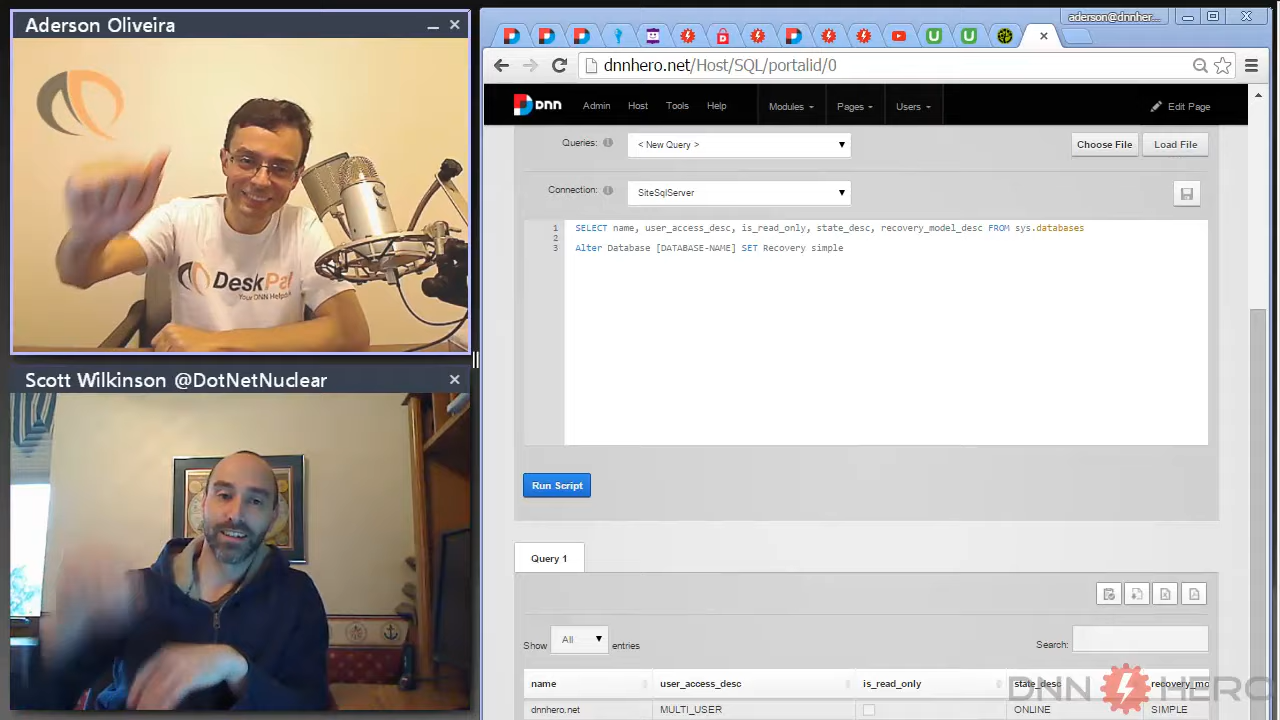 Aderson Oliveira
DeskPal
Your DNN Helpdesk
Scott Wilkinson @DotNetNuclear
aderson@dnnher...
dnnhero.net/Host/SQL/portalid/0
DNN Admin Host Tools Help Modules Pages Users Edit Page
Queries: < New Query > Choose File Load File
Connection: SiteSqlServer
1 SELECT name, user_access_desc, is_read_only, state_desc, recovery_model_desc FROM sys.databases
2
3 Alter Database [DATABASE-NAME] SET Recovery simple
Run Script
Query 1
Show All entries Search:
name user_access_desc is_read_only state_desc recovery_mo
dnnhero.net MULTI_USER ONLINE SIMPLE
DNN HERO